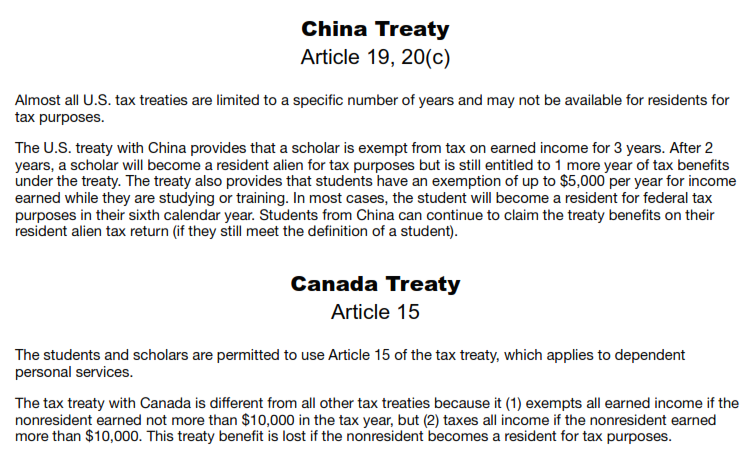 China Treaty
Article 19, 20(c)
Almost all U.S. tax treaties are limited to a specific number of years and may not be available for residents for
tax purposes.
The U.S. treaty with China provides that a scholar is exempt from tax on earned income for 3 years. After 2
years, a scholar will become a resident alien for tax purposes but is still entitled to 1 more year of tax benefits
under the treaty. The treaty also provides that students have an exemption of up to $5,000 per year for income
earned while they are studying or training. In most cases, the student will become a resident for federal tax
purposes in their sixth calendar year. Students from China can continue to claim the treaty benefits on their
resident alien tax return (if they still meet the definition of a student).
Canada Treaty
Article 15
The students and scholars are permitted to use Article 15 of the tax treaty, which applies to dependent
personal services.
The tax treaty with Canada is different from all other tax treaties because it (1) exempts all earned income if the
nonresident earned not more than $10,000 in the tax year, but (2) taxes all income if the nonresident earned
more than $10,000. This treaty benefit is lost if the nonresident becomes a resident for tax purposes.